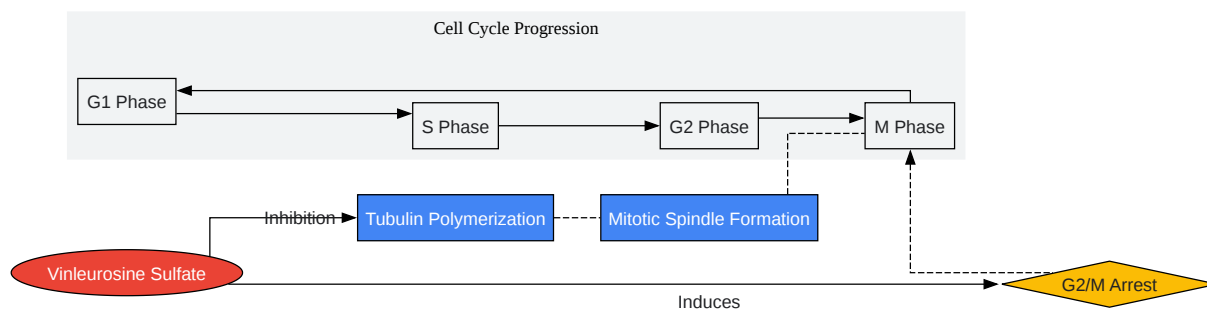 Cell Cycle Progression
G1 Phase
S Phase
G2 Phase
M Phase
Inhibition
Tubulin Polymerization
Mitotic Spindle Formation
Vinleurosine Sulfate
G2/M Arrest
Induces